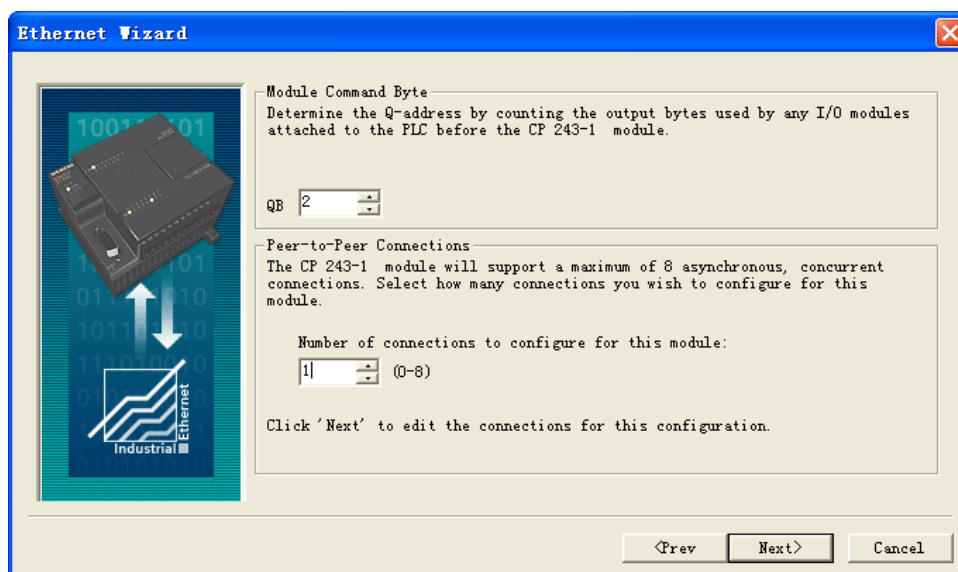 Ethernet Wizard
Module Command Byte
Determine the Q-address by counting the output bytes used by any I/O modules
attached to the PLC before the CP 243-1 module.
QB 2
Peer-to-Peer Connections
The CP 243-1 module will support a maximum of 8 asynchronous, concurrent
connections. Select how many connections you wish to configure for this
module.
Number of connections to configure for this module:
1 (0-8)
Click 'Next' to edit the connections for this configuration.
Industrial
Ethernet
<Prev Next> Cancel